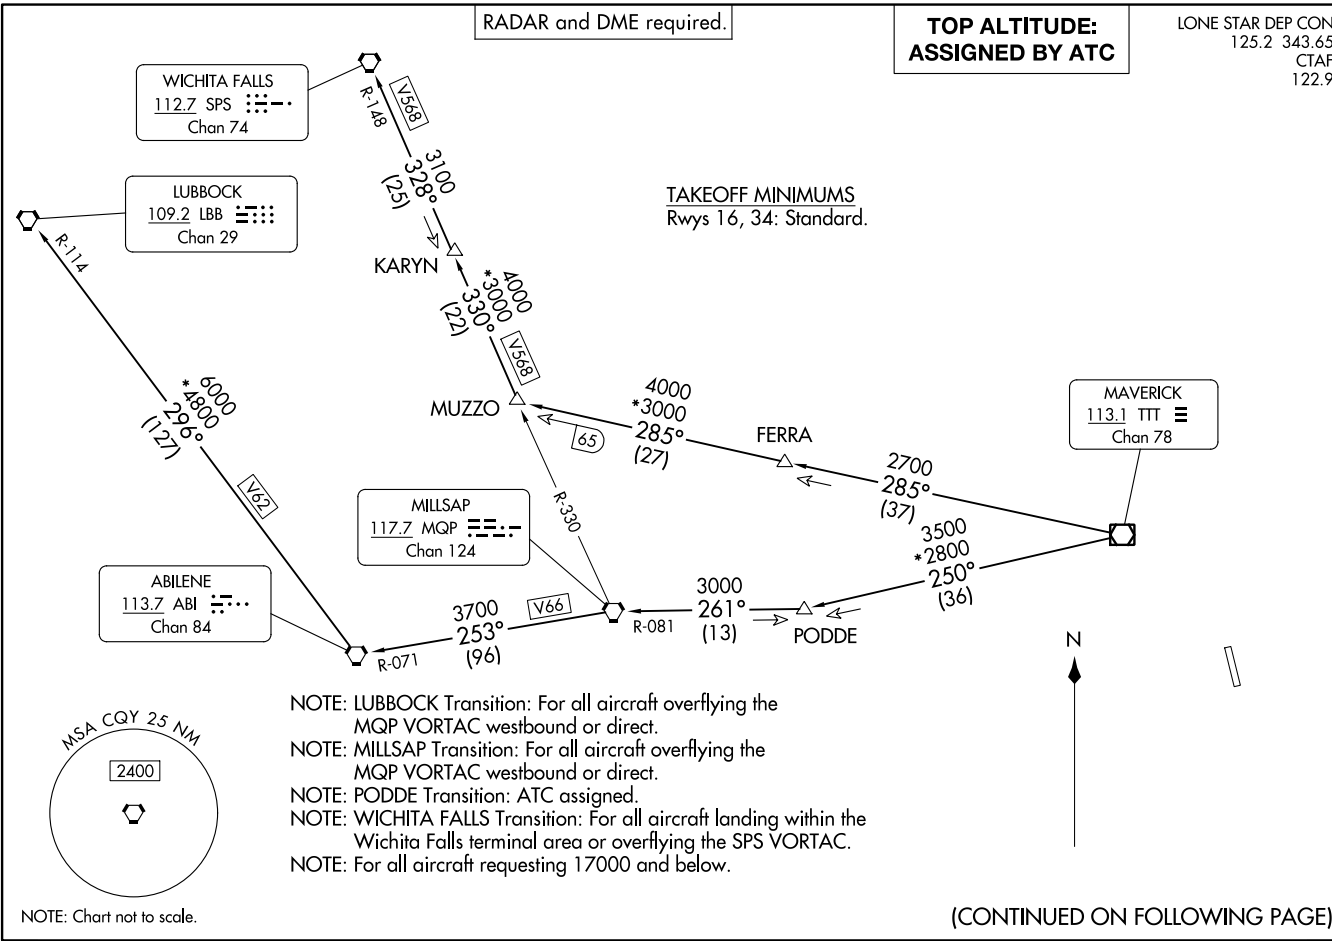 RADAR and DME required.
TOP ALTITUDE:
ASSIGNED BY ATC
LONE STAR DEP CON
125.2 343.65
CTAF
122.9
WICHITA FALLS
112.7 SPS
Chan 74
R-148
V568
3100
328°
(25)
LUBBOCK
109.2 LBB
Chan 29
R-114
TAKEOFF MINIMUMS
Rwys 16, 34: Standard.
KARYN
4000
*3000
330°
(22)
V568
MUZZO
6000
*4800
296°
(127)
V62
4000
*3000
285°
(27)
65
FERRA
MAVERICK
113.1 TTT
Chan 78
2700
285°
(37)
3500
*2800
250°
(36)
R-330
MILLSAP
117.7 MQP
Chan 124
ABILENE
113.7 ABI
Chan 84
3700
253°
(96)
V66
R-071
R-081
3000
261°
(13)
PODDE
N
NOTE: LUBBOCK Transition: For all aircraft overflying the
MQP VORTAC westbound or direct.
NOTE: MILLSAP Transition: For all aircraft overflying the
MQP VORTAC westbound or direct.
NOTE: PODDE Transition: ATC assigned.
NOTE: WICHITA FALLS Transition: For all aircraft landing within the
Wichita Falls terminal area or overflying the SPS VORTAC.
NOTE: For all aircraft requesting 17000 and below.
MSA CQY 25 NM
2400
NOTE: Chart not to scale.
(CONTINUED ON FOLLOWING PAGE)